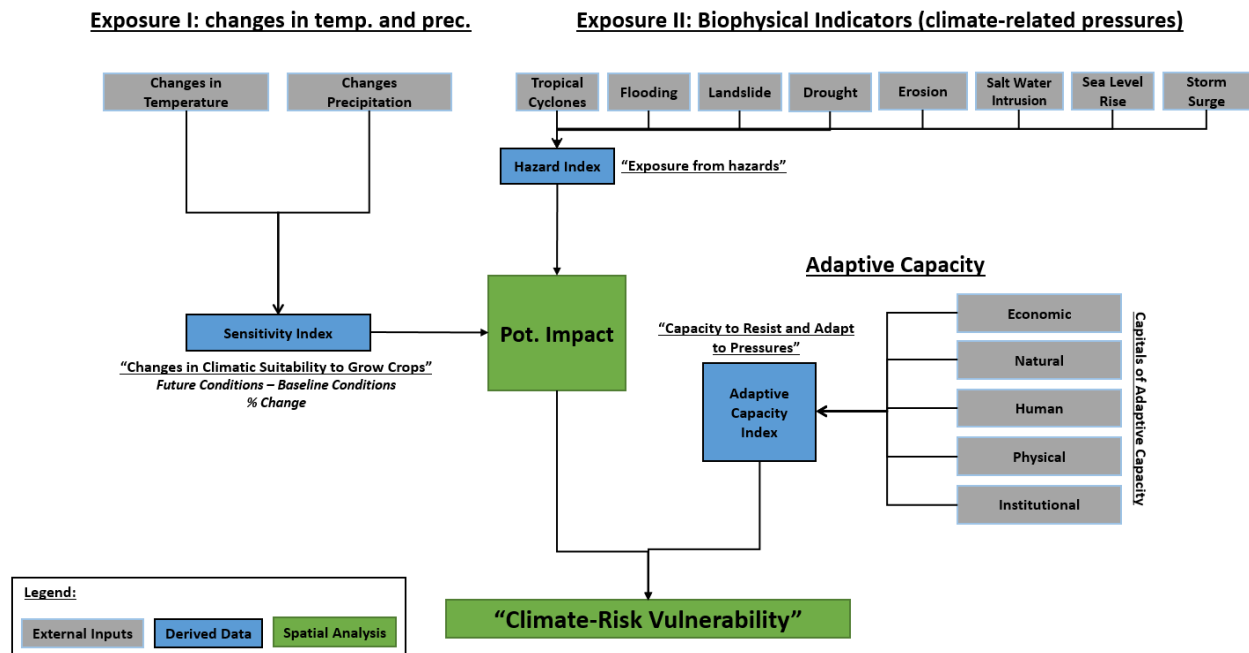 Exposure I: changes in temp. and prec.
Exposure II: Biophysical Indicators (climate-related pressures)
Changes in
Temperature
Changes
Precipitation
Tropical
Cyclones
Flooding
Landslide
Drought
Erosion
Salt Water
Intrusion
Sea Level
Rise
Storm
Surge
Hazard Index
“Exposure from hazards”
Adaptive Capacity
Sensitivity Index
“Changes in Climatic Suitability to Grow Crops”
Future Conditions – Baseline Conditions
% Change
Pot. Impact
“Capacity to Resist and Adapt
to Pressures”
Adaptive
Capacity
Index
Economic
Natural
Human
Physical
Institutional
Capitals of Adaptive Capacity
“Climate-Risk Vulnerability”
Legend:
External Inputs
Derived Data
Spatial Analysis